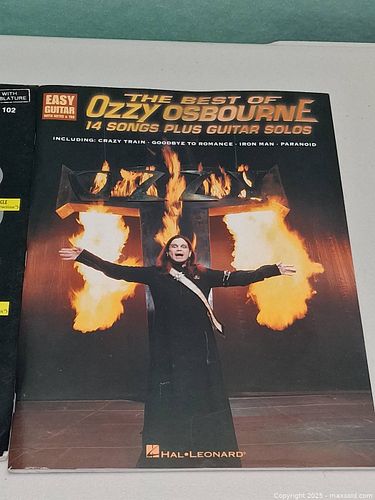 WITH
102
EASY
GUITAR
WITH NOTES & TAB
THE BEST OF
OZZY OSBOURNE
14 SONGS PLUS GUITAR SOLOS
INCLUDING: CRAZY TRAIN · GOODBYE TO ROMANCE · IRON MAN · PARANOID
OZZY
HAL•LEONARD®
Copyright 2025 - maxsold.com